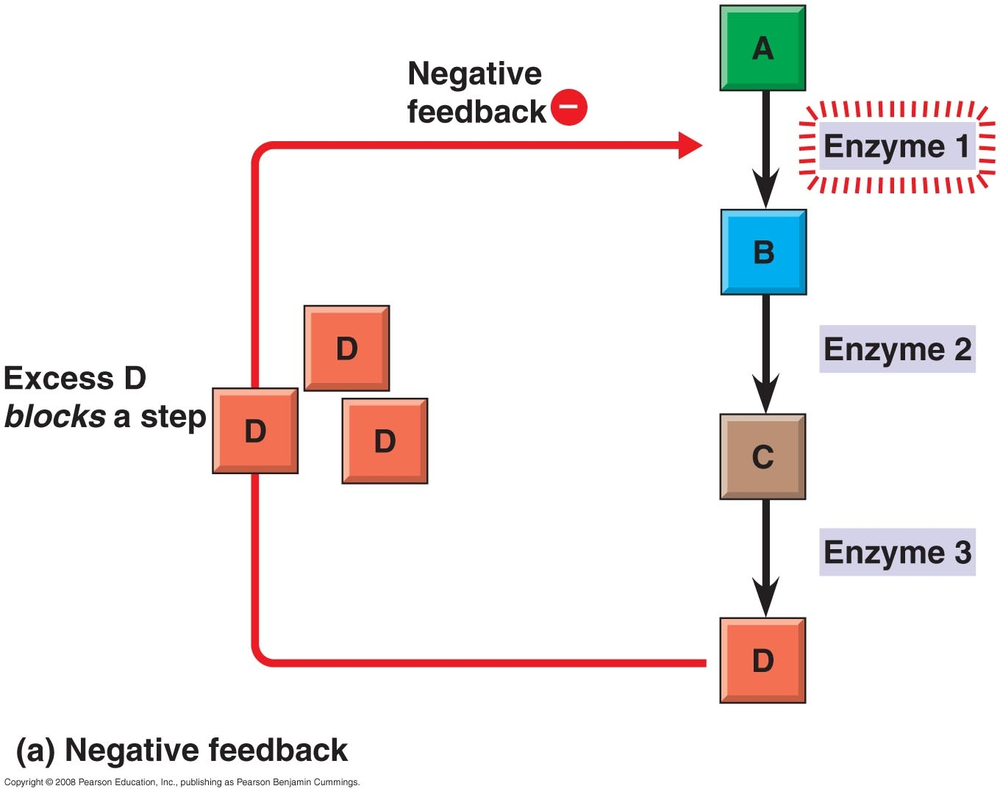 A
Negative
feedback
–
Enzyme 1
B
D
Enzyme 2
Excess D
blocks a step
D
D
C
Enzyme 3
D
(a) Negative feedback
Copyright © 2008 Pearson Education, Inc., publishing as Pearson Benjamin Cummings.